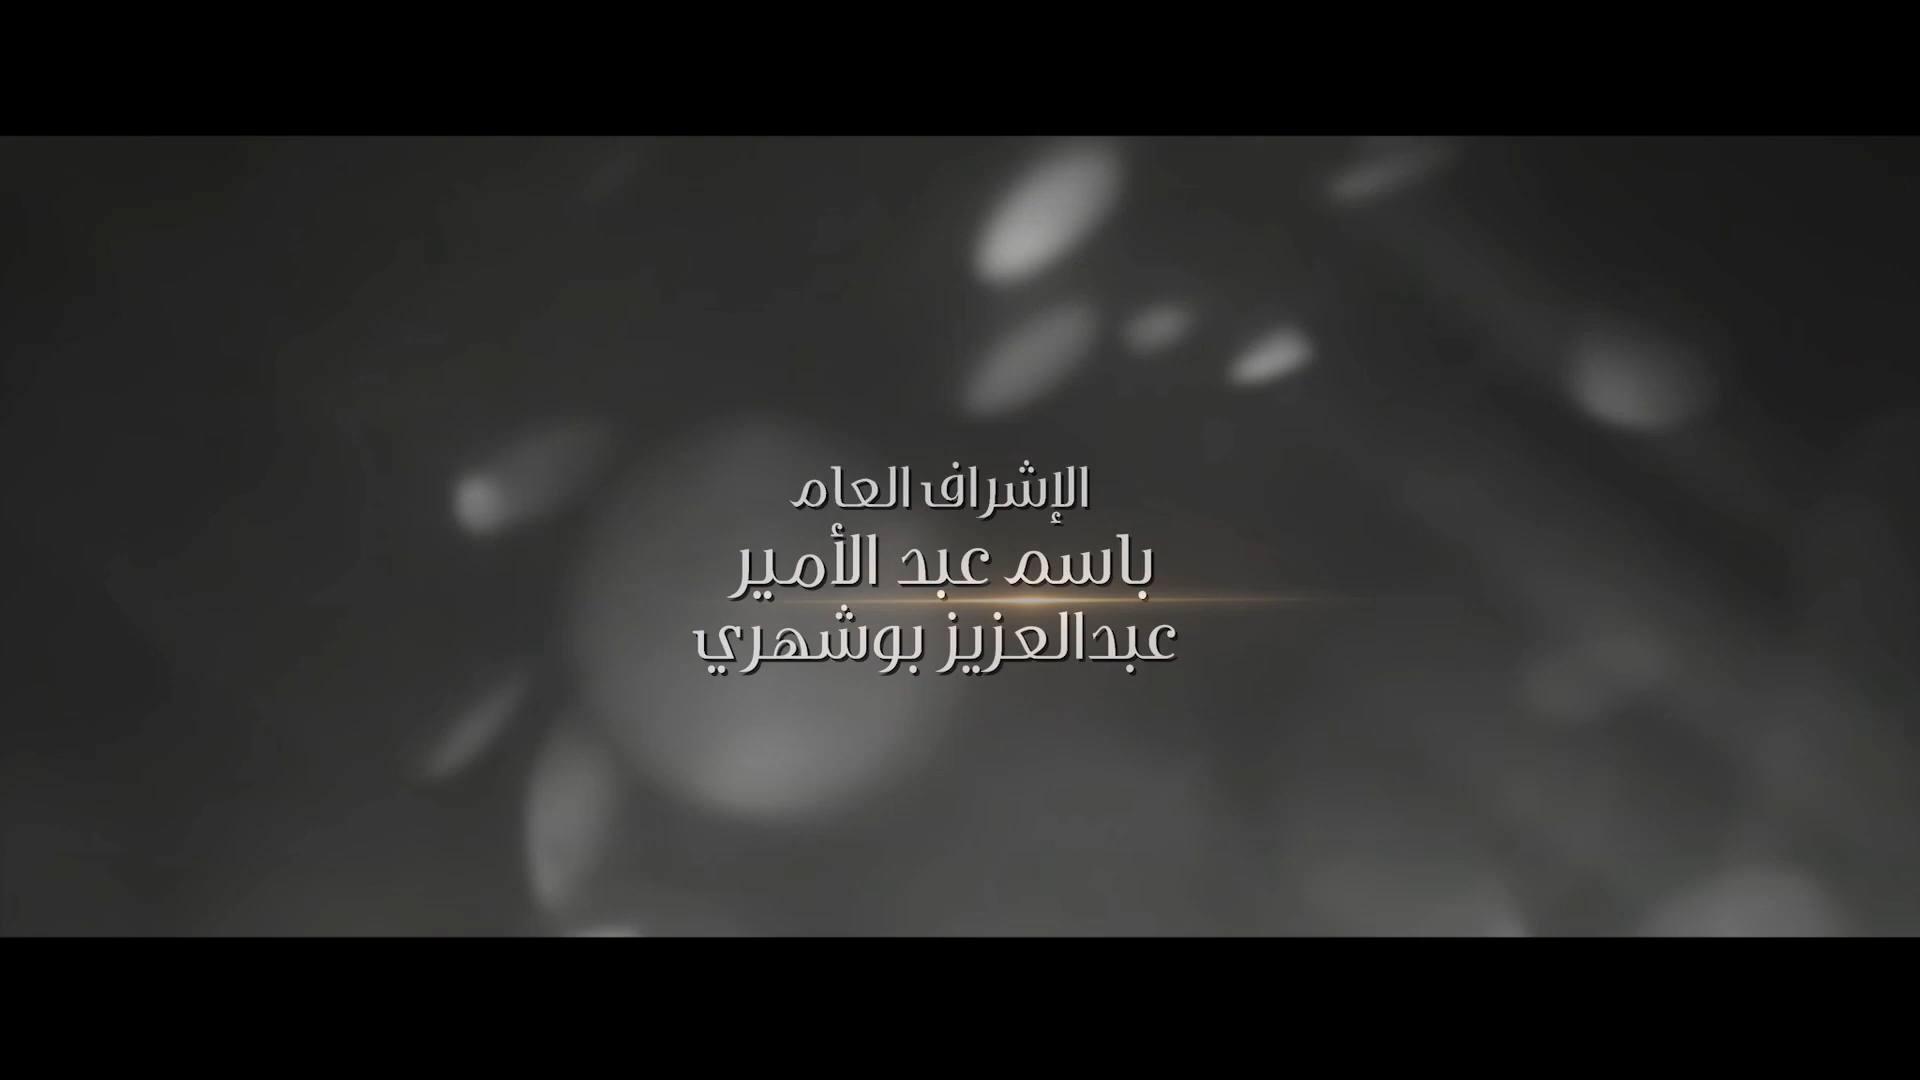 الإشراف العام
باسم عبد الأمير
عبدالعزيز بوشهري